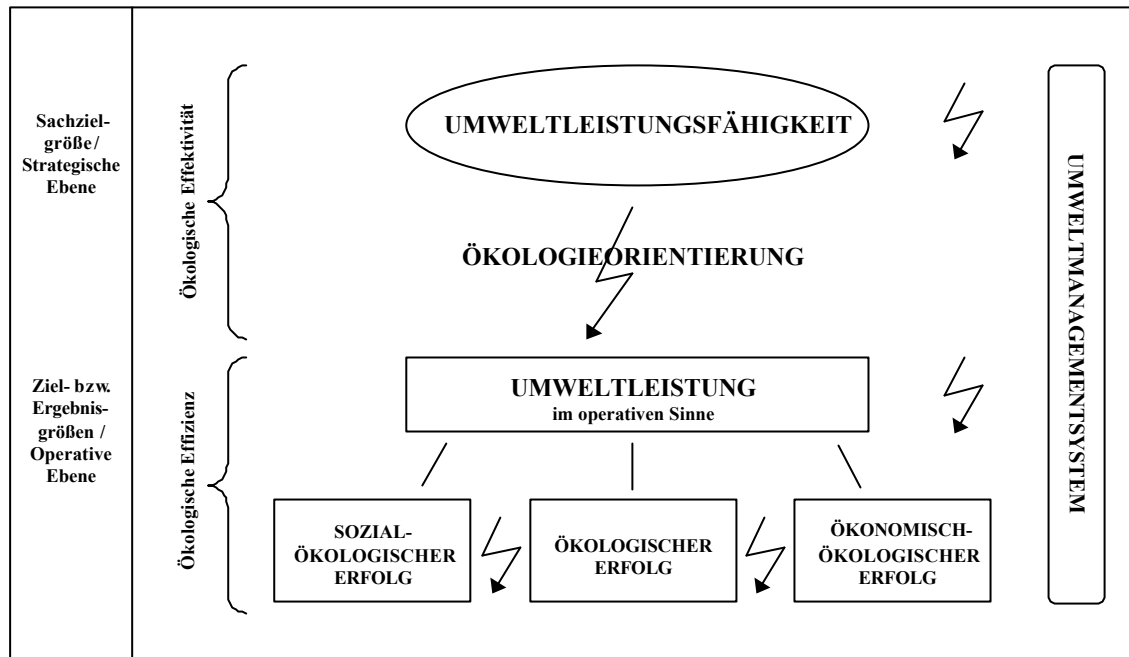 Sachziel-
größe /
Strategische
Ebene
Ökologische Effektivität
UMWELTLEISTUNGSFÄHIGKEIT
ÖKOLOGIEORIENTIERUNG
Ziel- bzw.
Ergebnis-
größen /
Operative
Ebene
Ökologische Effizienz
UMWELTLEISTUNG
im operativen Sinne
SOZIAL-
ÖKOLOGISCHER
ERFOLG
ÖKOLOGISCHER
ERFOLG
ÖKONOMISCH-
ÖKOLOGISCHER
ERFOLG
UMWELTMANAGEMENTSYSTEM